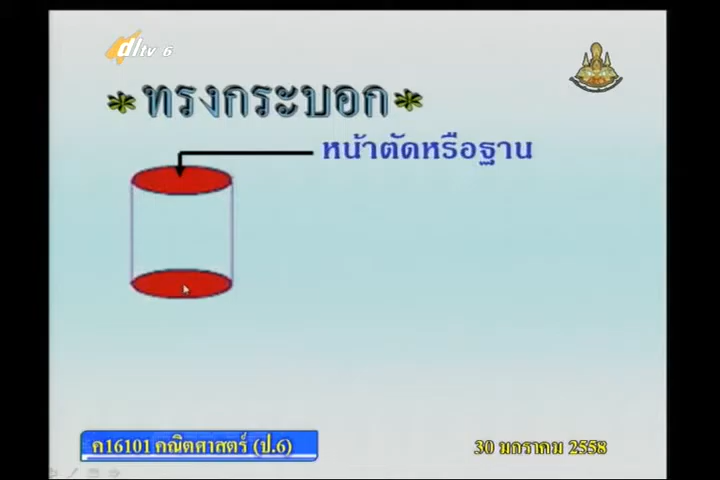 dltv 6
*ทรงกระบอก*
หน้าตัดหรือฐาน
ค16101 คณิตศาสตร์ (ป.6)
30 มกราคม 2558